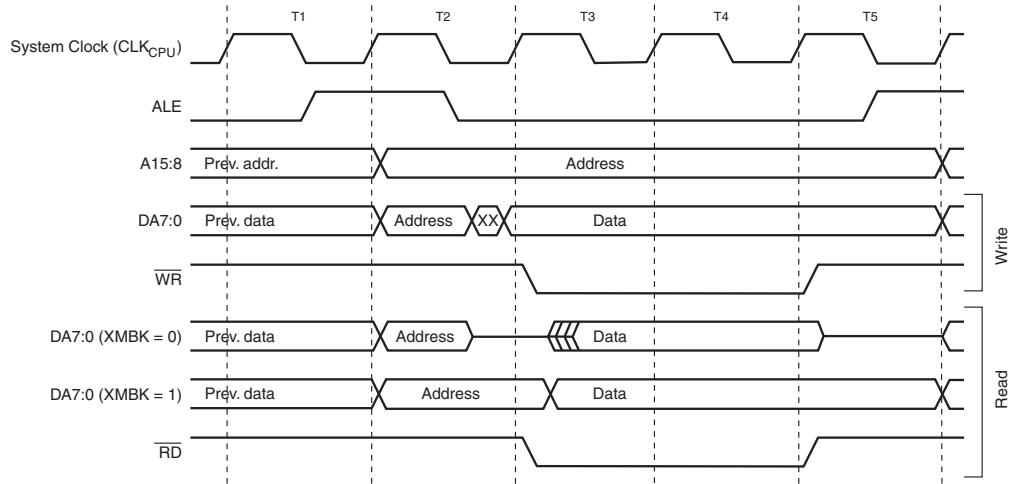 T1 T2 T3 T4 T5
System Clock (CLKCPU)
ALE
A15:8 Prev. addr. Address
DA7:0 Prev. data Address XX Data
WR
Write
DA7:0 (XMBK = 0) Prev. data Address Data
DA7:0 (XMBK = 1) Prev. data Address Data
RD
Read